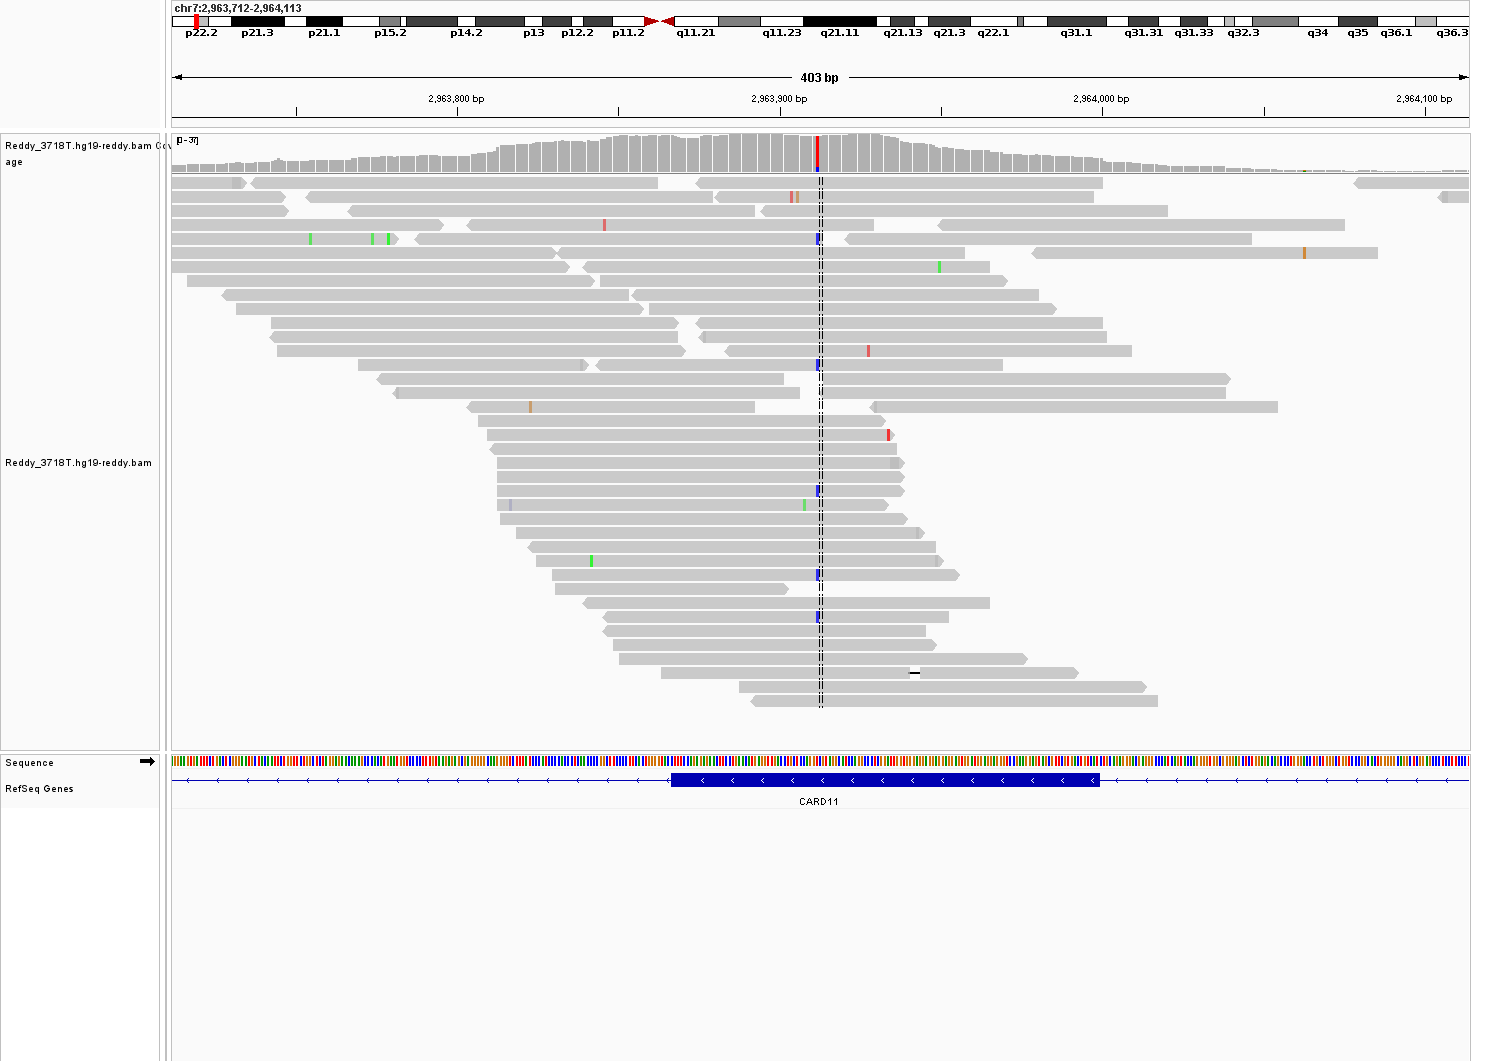 chr7:2,963,712-2,964,113
p22.2 p21.3 p21.1 p15.2 p14.2 p13 p12.2 p11.2 q11.21 q11.23 q21.11 q21.13 q21.3 q22.1 q31.1 q31.31 q31.33 q32.3 q34 q35 q36.1 q36.3
403 bp
2,963,800 bp 2,963,900 bp 2,964,000 bp 2,964,100 bp
Reddy_3718T.hg19-reddy.bam Cov
age
[0 - 37]
Reddy_3718T.hg19-reddy.bam
Sequence
RefSeq Genes
CARD11